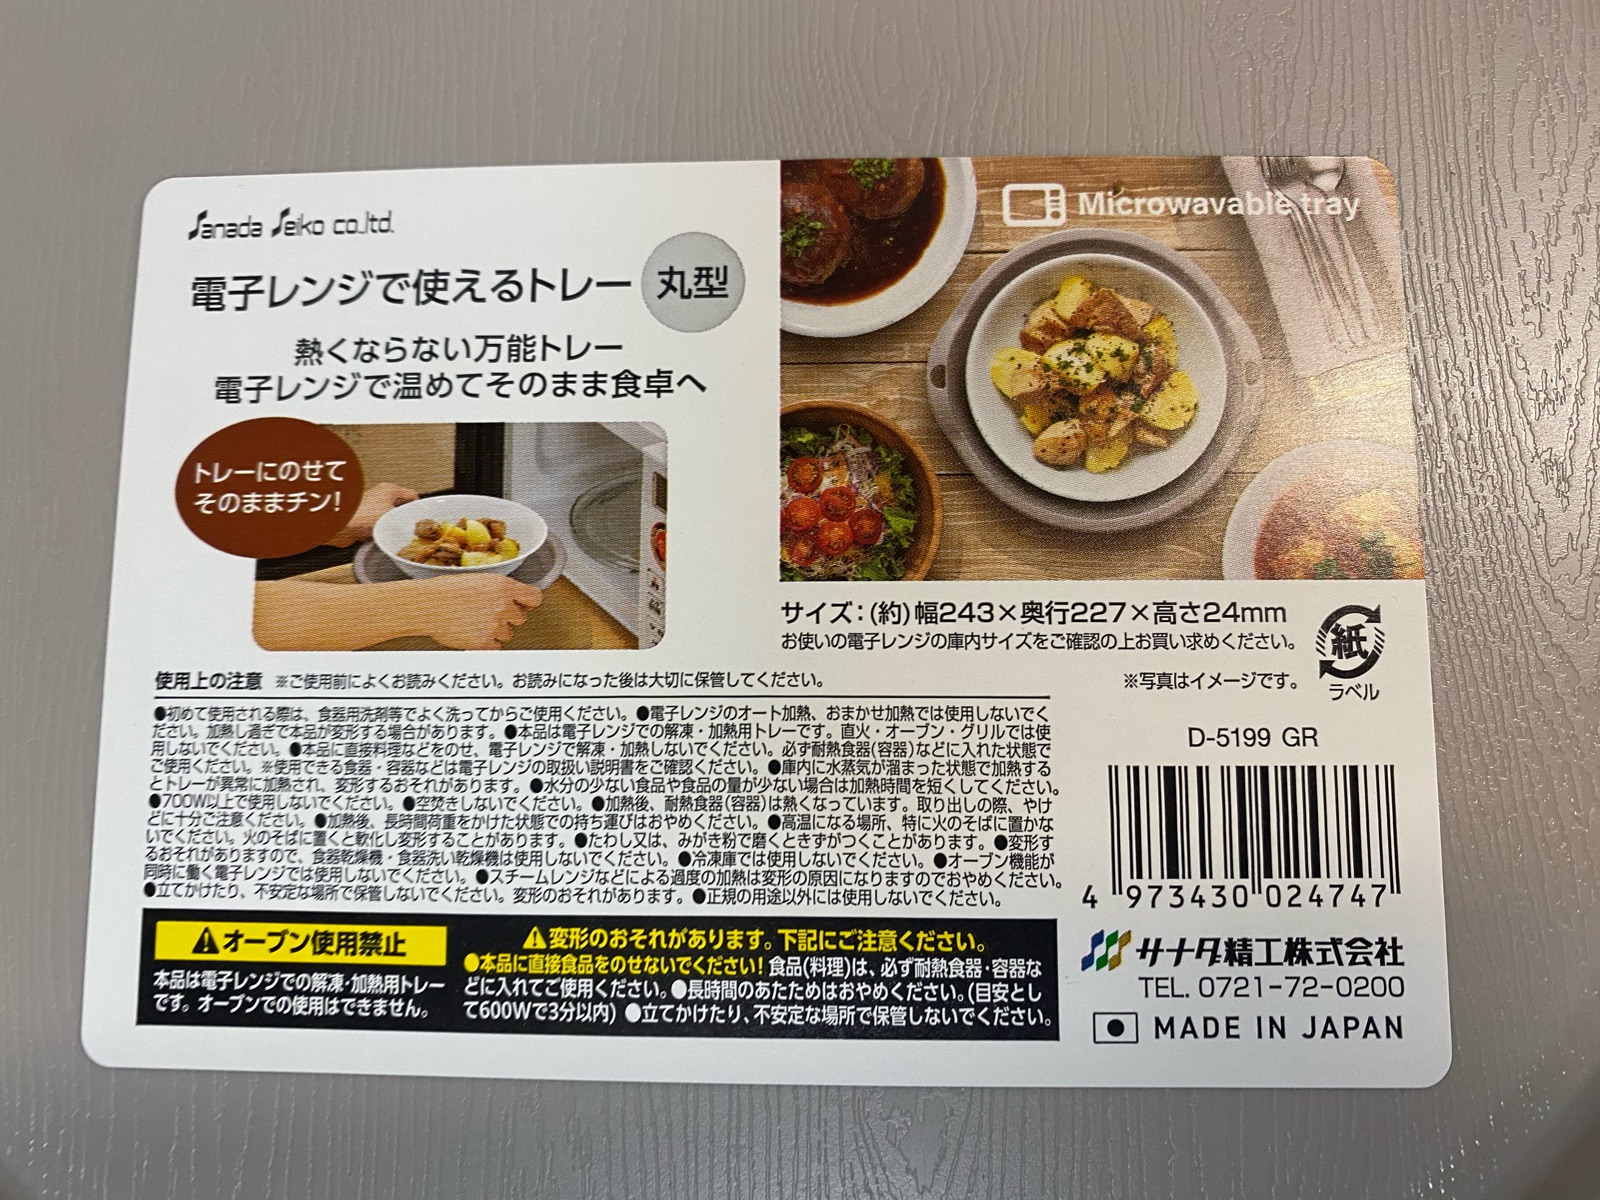 Sanada Seiko co.,ltd.
電子レンジで使えるトレー 丸型
熱くならない万能トレー
電子レンジで温めてそのまま食卓へ
トレーにのせて
そのままチン!
Microwavable tray
サイズ：(約)幅243×奥行227×高さ24mm
お使いの電子レンジの庫内サイズをご確認の上お買い求めください。
※写真はイメージです。
紙
ラベル
使用上の注意 ※ご使用前によくお読みください。お読みになった後は大切に保管してください。
●初めて使用される際は、食器用洗剤等でよく洗ってからご使用ください。●電子レンジのオート加熱、おまかせ加熱では使用しないでく
ださい。加熱し過ぎで本品が変形する場合があります。●本品は電子レンジでの解凍・加熱用トレーです。直火・オーブン・グリルでは使
用しないでください。●本品に直接料理などをのせ、電子レンジで解凍・加熱しないでください。必ず耐熱食器(容器)などに入れた状態で
ご使用ください。※使用できる食器・容器などは電子レンジの取扱い説明書をご確認ください。●庫内に水蒸気が溜まった状態で加熱する
とトレーが異常に加熱され、変形するおそれがあります。●水分の少ない食品や食品の量が少ない場合は加熱時間を短くしてください。
●700W以上で使用しないでください。●空焚きしないでください。●加熱後、耐熱食器(容器)は熱くなっています。取り出しの際、やけ
どに十分ご注意ください。●加熱後、長時間荷重をかけた状態での持ち運びはおやめください。●高温になる場所、特に火のそばに置かな
いでください。火のそばに置くと軟化し変形することがあります。●たわし又は、みがき粉で磨くときずがつくことがあります。●変形す
るおそれがありますので、食器乾燥機・食器洗い乾燥機は使用しないでください。●冷凍庫では使用しないでください。●オーブン機能が
同時に働く電子レンジでは使用しないでください。●スチームレンジなどによる過度の加熱は変形の原因になりますのでおやめください。
●立てかけたり、不安定な場所で保管しないでください。変形のおそれがあります。●正規の用途以外には使用しないでください。
⚠オーブン使用禁止
本品は電子レンジでの解凍・加熱用トレー
です。オーブンでの使用はできません。
⚠変形のおそれがあります。下記にご注意ください。
●本品に直接食品をのせないでください!食品(料理)は、必ず耐熱食器・容器な
どに入れてご使用ください。●長時間のあたためはおやめください。(目安とし
て600Wで3分以内) ●立てかけたり、不安定な場所で保管しないでください。
D-5199 GR
4 973430 024747
サナダ精工株式会社
TEL. 0721-72-0200
MADE IN JAPAN